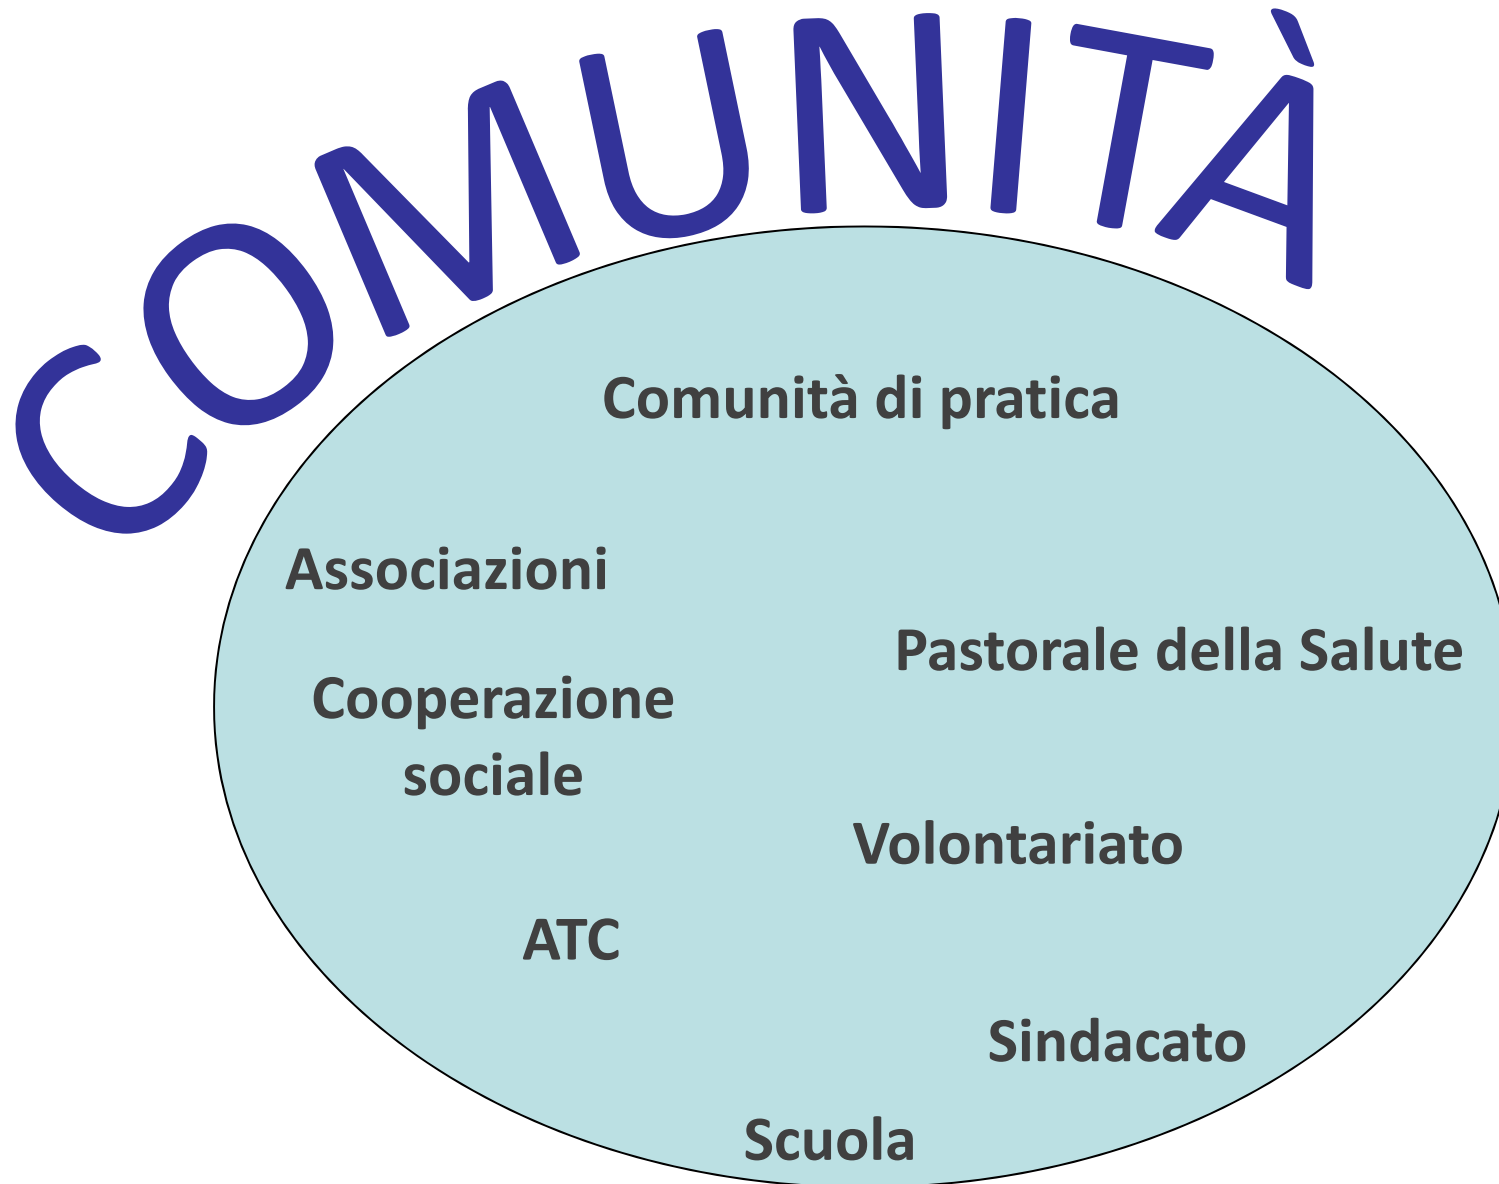 COMUNITÀ
Comunità di pratica
Associazioni
Pastorale della Salute
Cooperazione
sociale
Volontariato
ATC
Sindacato
Scuola